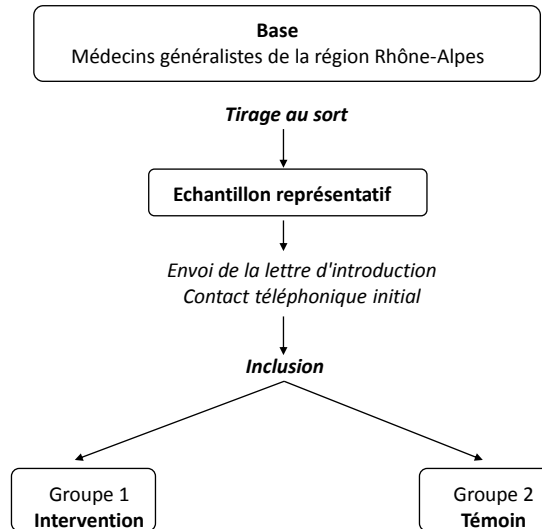 Base
Médecins généralistes de la région Rhône-Alpes
Tirage au sort
Echantillon représentatif
Envoi de la lettre d'introduction
Contact téléphonique initial
Inclusion
Groupe 1
Intervention
Groupe 2
Témoin